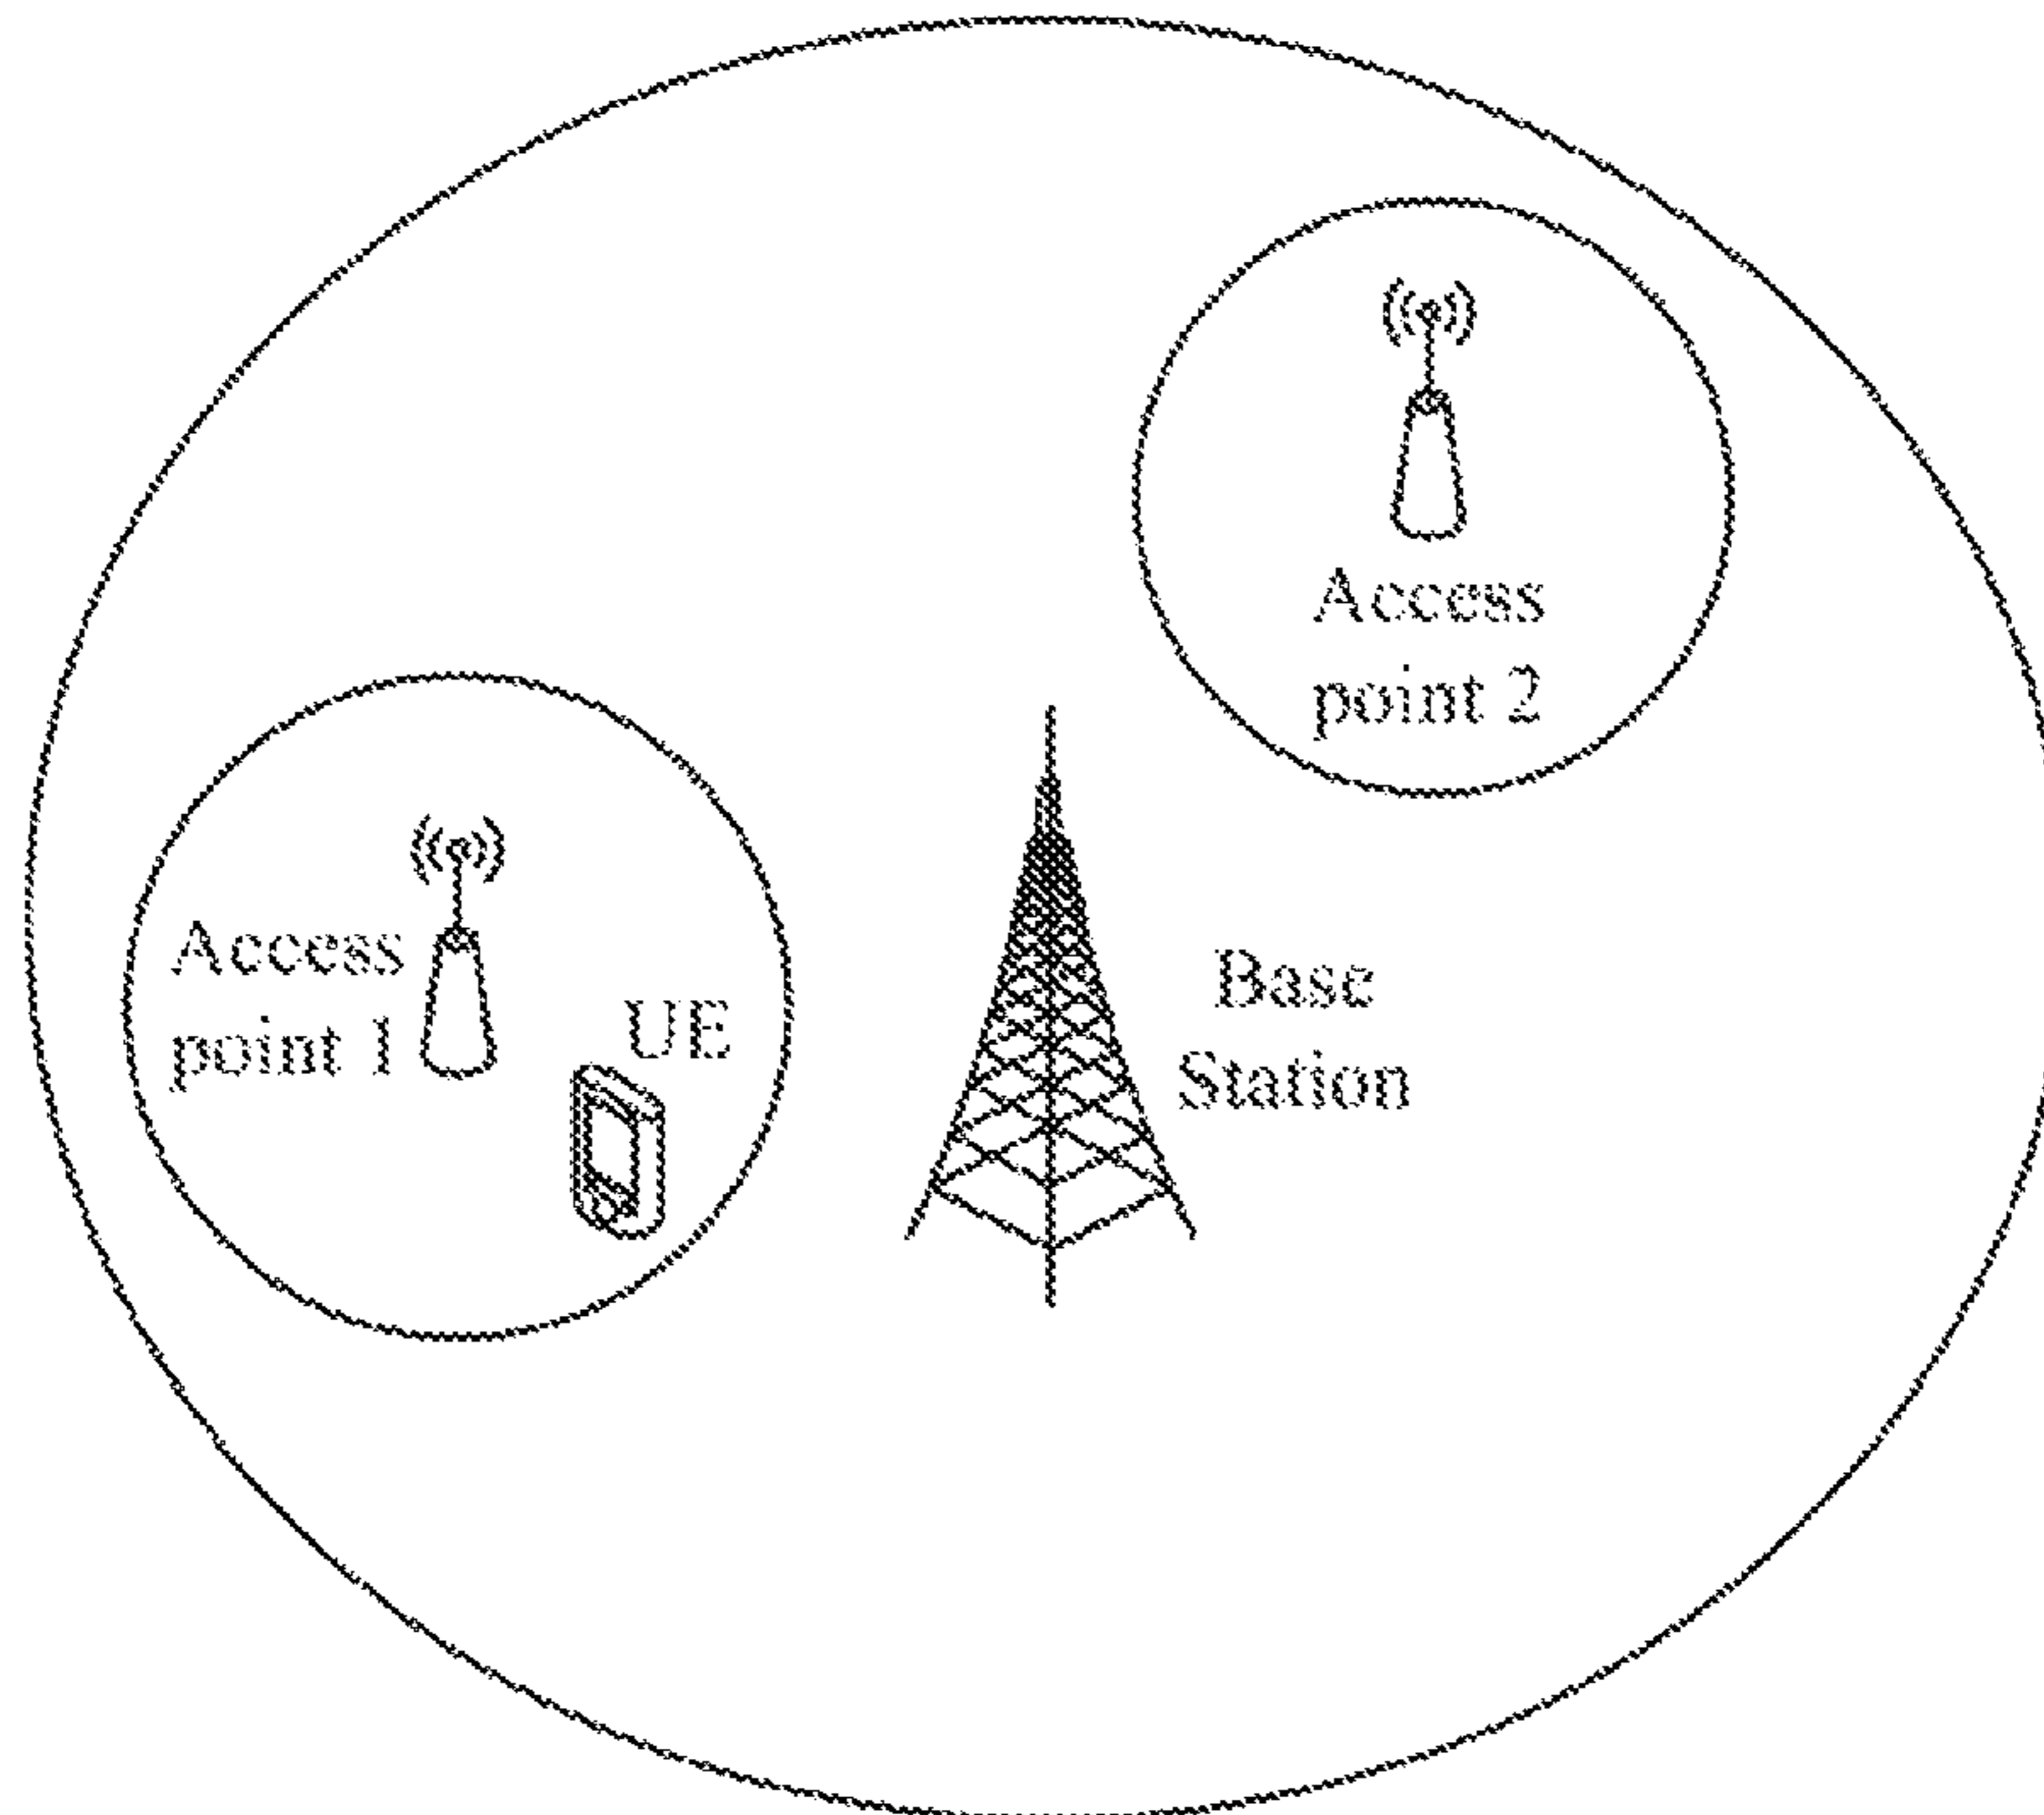 Access
point 2
Access
point 1
UE
Base
Station